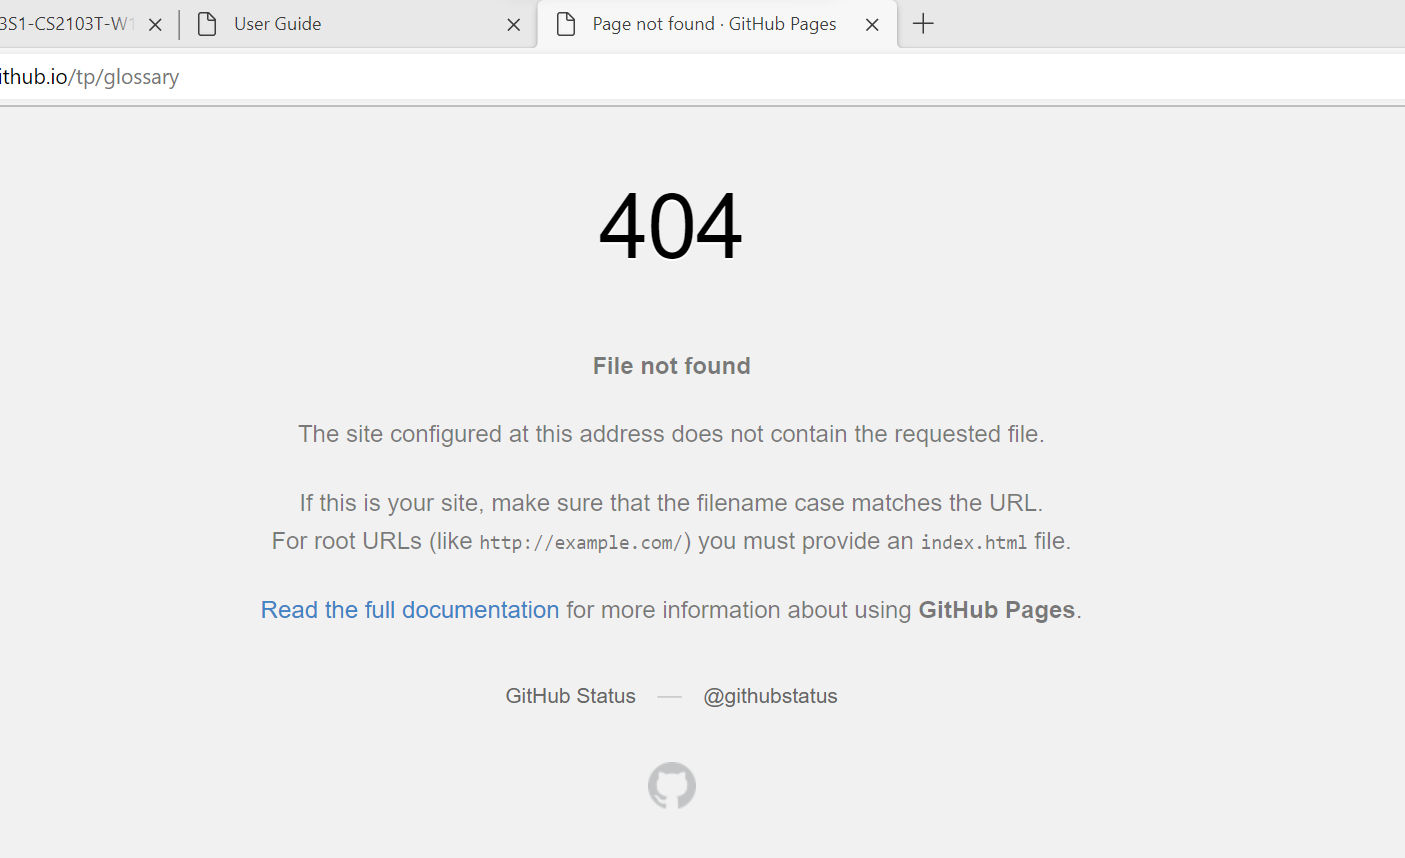 3S1-CS2103T-W1
User Guide
Page not found · GitHub Pages
ithub.io/tp/glossary
404
File not found
The site configured at this address does not contain the requested file.
If this is your site, make sure that the filename case matches the URL.
For root URLs (like http://example.com/) you must provide an index.html file.
Read the full documentation for more information about using GitHub Pages.
GitHub Status — @githubstatus